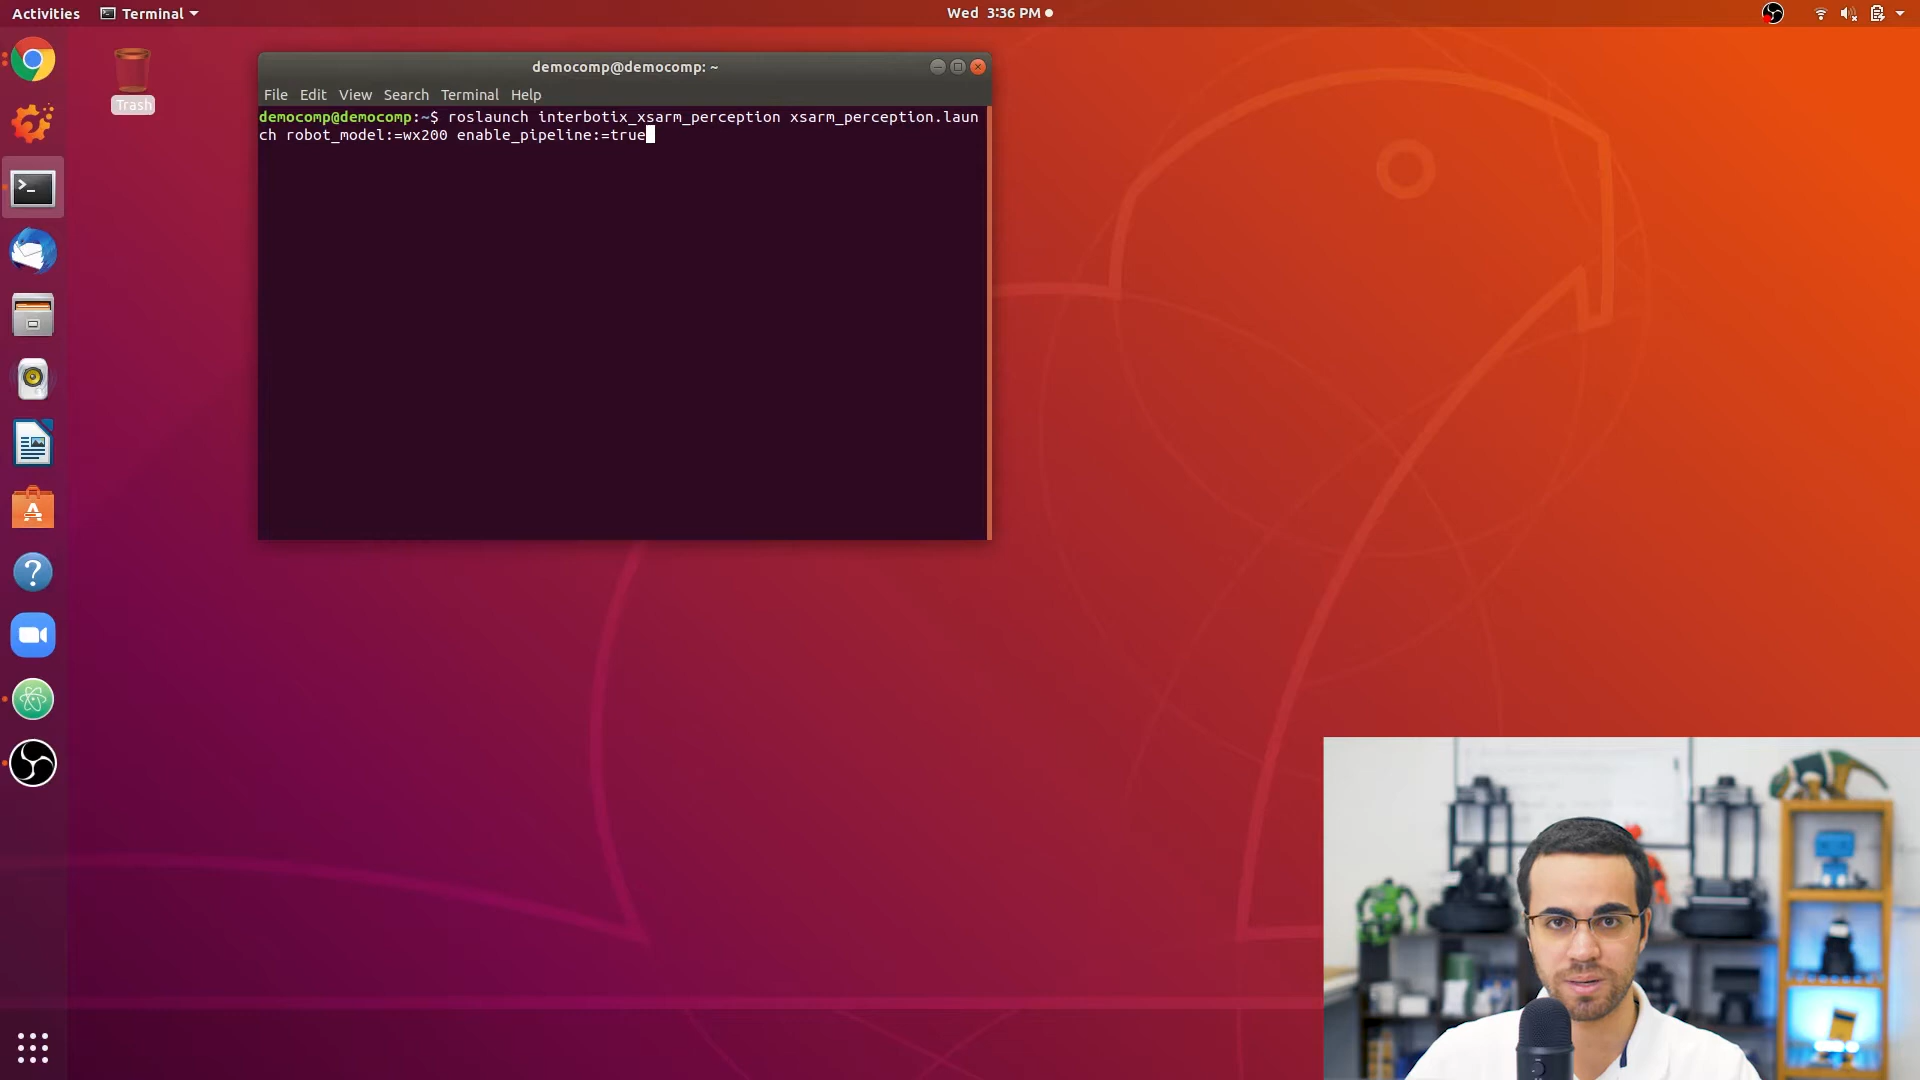 Activities Terminal Wed 3:36 PM
Trash
democomp@democomp: ~
File Edit View Search Terminal Help
democomp@democomp:~$ roslaunch interbotix_xsarm_perception xsarm_perception.laun
ch robot_model:=wx200 enable_pipeline:=true